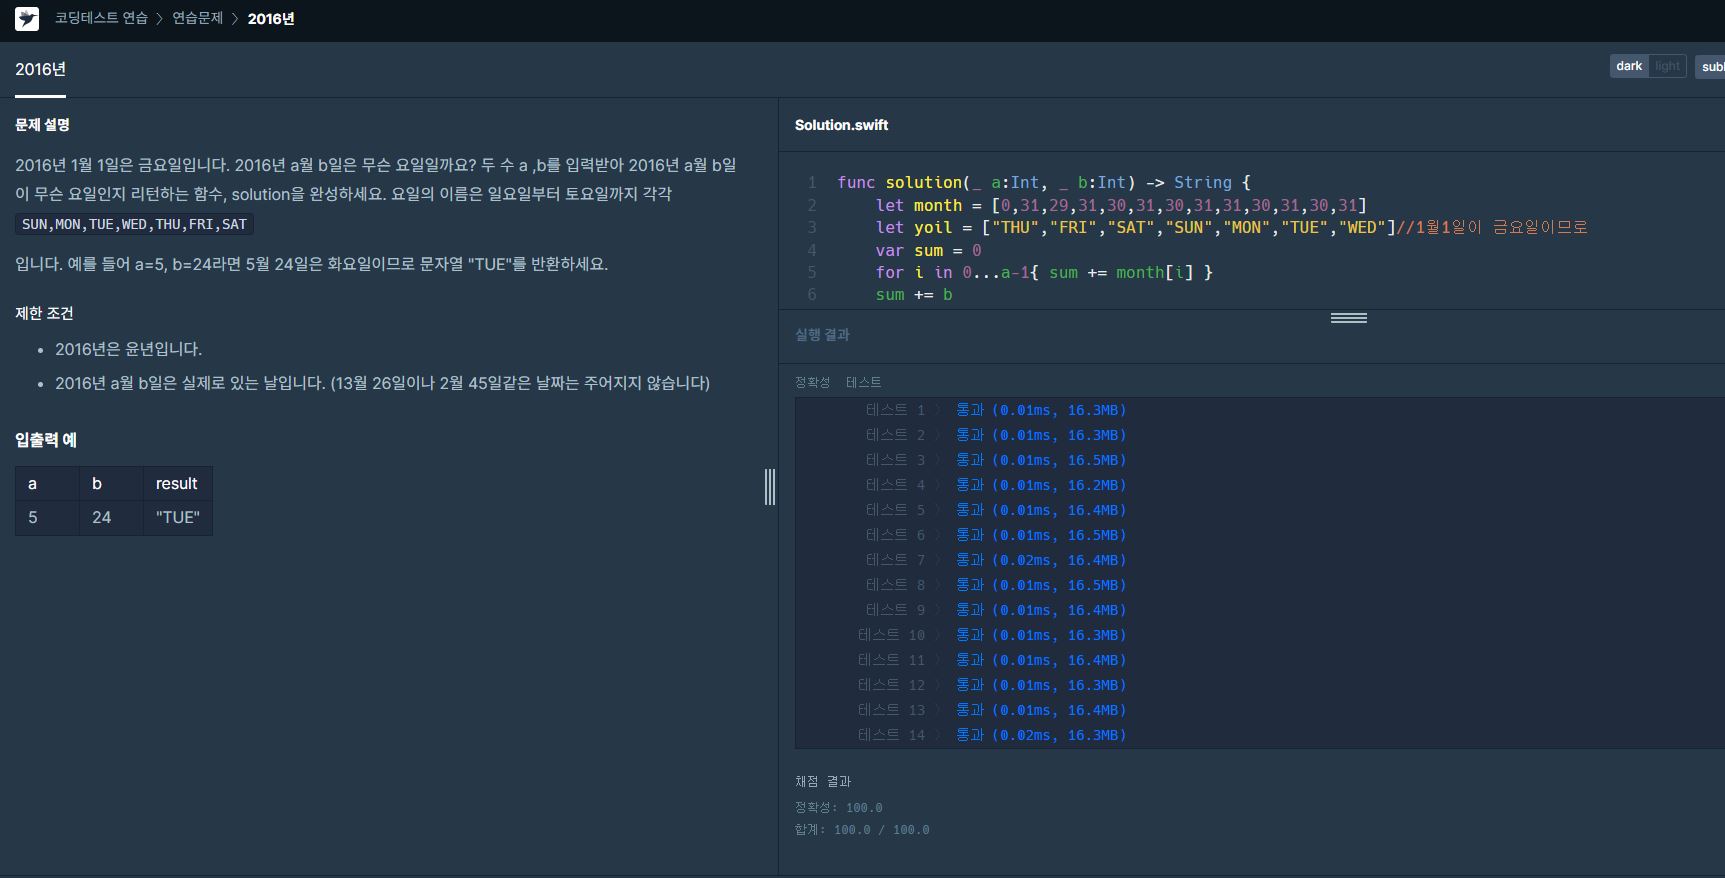 코딩테스트 연습 〉 연습문제 〉 2016년
2016년
dark light
문제 설명
2016년 1월 1일은 금요일입니다. 2016년 a월 b일은 무슨 요일일까요? 두 수 a ,b를 입력받아 2016년 a월 b일
이 무슨 요일인지 리턴하는 함수, solution을 완성하세요. 요일의 이름은 일요일부터 토요일까지 각각
SUN,MON,TUE,WED,THU,FRI,SAT
입니다. 예를 들어 a=5, b=24라면 5월 24일은 화요일이므로 문자열 "TUE"를 반환하세요.
제한 조건
• 2016년은 윤년입니다.
• 2016년 a월 b일은 실제로 있는 날입니다. (13월 26일이나 2월 45일같은 날짜는 주어지지 않습니다)
입출력 예
a b result
5 24 "TUE"
Solution.swift
1 func solution(_ a:Int, _ b:Int) -> String {
2 let month = [0,31,29,31,30,31,30,31,31,30,31,30,31]
3 let yoil = ["THU","FRI","SAT","SUN","MON","TUE","WED"]//1월1일이 금요일이므로
4 var sum = 0
5 for i in 0...a-1{ sum += month[i] }
6 sum += b
실행 결과
정확성 테스트
테스트 1 〉 통과 (0.01ms, 16.3MB)
테스트 2 〉 통과 (0.01ms, 16.3MB)
테스트 3 〉 통과 (0.01ms, 16.5MB)
테스트 4 〉 통과 (0.01ms, 16.2MB)
테스트 5 〉 통과 (0.01ms, 16.4MB)
테스트 6 〉 통과 (0.01ms, 16.5MB)
테스트 7 〉 통과 (0.02ms, 16.4MB)
테스트 8 〉 통과 (0.01ms, 16.5MB)
테스트 9 〉 통과 (0.01ms, 16.4MB)
테스트 10 〉 통과 (0.01ms, 16.3MB)
테스트 11 〉 통과 (0.01ms, 16.4MB)
테스트 12 〉 통과 (0.01ms, 16.3MB)
테스트 13 〉 통과 (0.01ms, 16.4MB)
테스트 14 〉 통과 (0.02ms, 16.3MB)
채점 결과
정확성: 100.0
합계: 100.0 / 100.0